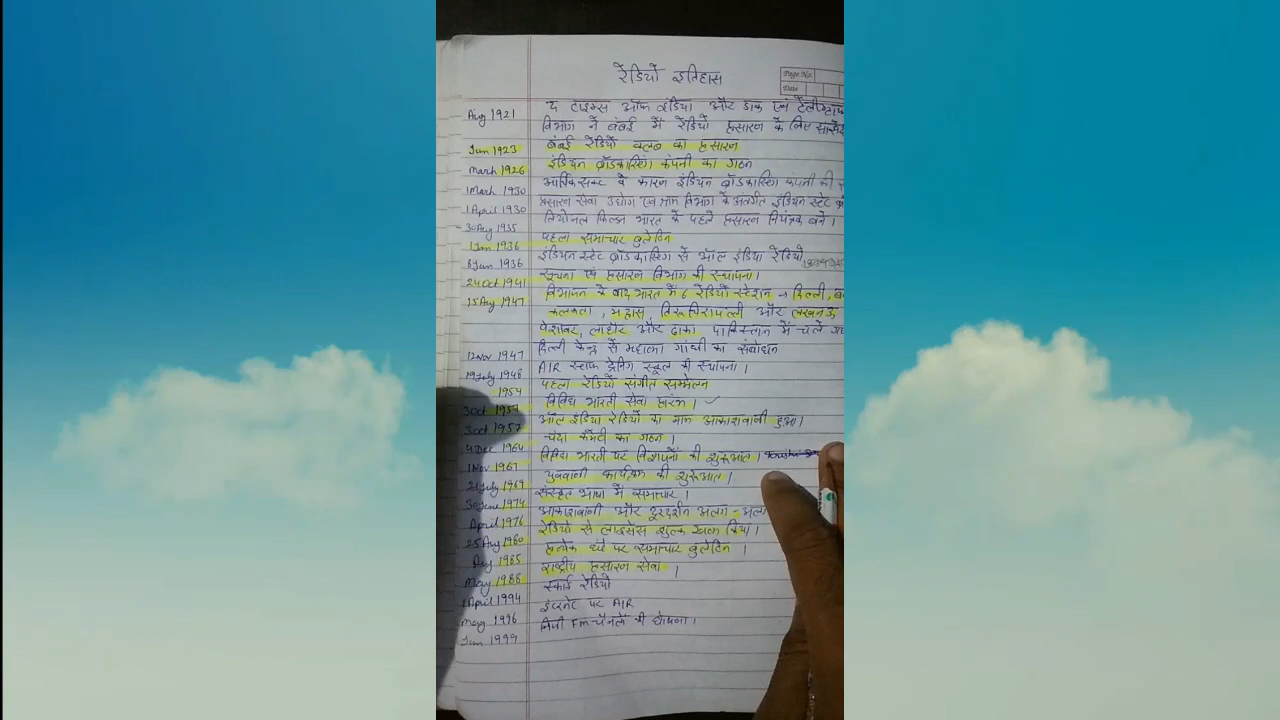 रेडियो इतिहास
Page No.
Date
Aug 1921 द टाइम्स ऑफ इंडिया और डाक एवं टेलीग्राफ
विभाग ने बंबई में रेडियो प्रसारण के लिए
Jun 1923 बंबई रेडियो क्लब का प्रसारण
March 1926 इंडियन ब्रॉडकास्टिंग कंपनी का गठन
1 March 1930 आर्थिक संकट के कारण इंडियन ब्रॉडकास्टिंग कंपनी की
1 April 1930 प्रसारण सेवा उद्योग एवं श्रम विभाग के अंतर्गत इंडियन स्टेट
30 Aug 1935 लियोनल फिल्डन भारत के पहले प्रसारण नियंत्रक बने।
1 Jan 1936 पहला समाचार बुलेटिन
8 Jun 1936 इंडियन स्टेट ब्रॉडकास्टिंग से ऑल इंडिया रेडियो
24 Oct 1941 सूचना एवं प्रसारण विभाग की स्थापना।
15 Aug 1947 विभाजन के बाद भारत में 6 रेडियो स्टेशन → दिल्ली,
कलकत्ता, मद्रास, तिरूचिरापल्ली और लखनऊ
पेशावर, लाहौर और ढाका पाकिस्तान में चले
12 Nov 1947 दिल्ली केन्द्र से महात्मा गांधी का संबोधन
19 July 1948 AIR स्टाफ ट्रेनिंग स्कूल की स्थापना।
1954 पहला रेडियो संगीत सम्मेलन
3 Oct 1957 विविध भारती सेवा प्रारंभ।
3 Oct 1957 ऑल इंडिया रेडियो का नाम आकाशवाणी हुआ।
4 Dec 1964 चंदा कमेटी का गठन।
1 Nov 1967 विविध भारती पर विज्ञापनों की शुरूआत।
21 July 1969 युववाणी कार्यक्रम की शुरूआत।
30 June 1974 संस्कृत भाषा में समाचार।
April 1976 आकाशवाणी और दूरदर्शन अलग-अलग
25 Aug 1980 रेडियो से लाइसेंस शुल्क खत्म किया।
Aug 1985 प्रत्येक घंटे पर समाचार बुलेटिन।
May 1988 राष्ट्रीय प्रसारण सेवा।
1 April 1994 स्काई रेडियो
May 1996 इंटरनेट पर AIR
Jun 1999 निजी Fm चैनलों की घोषणा।